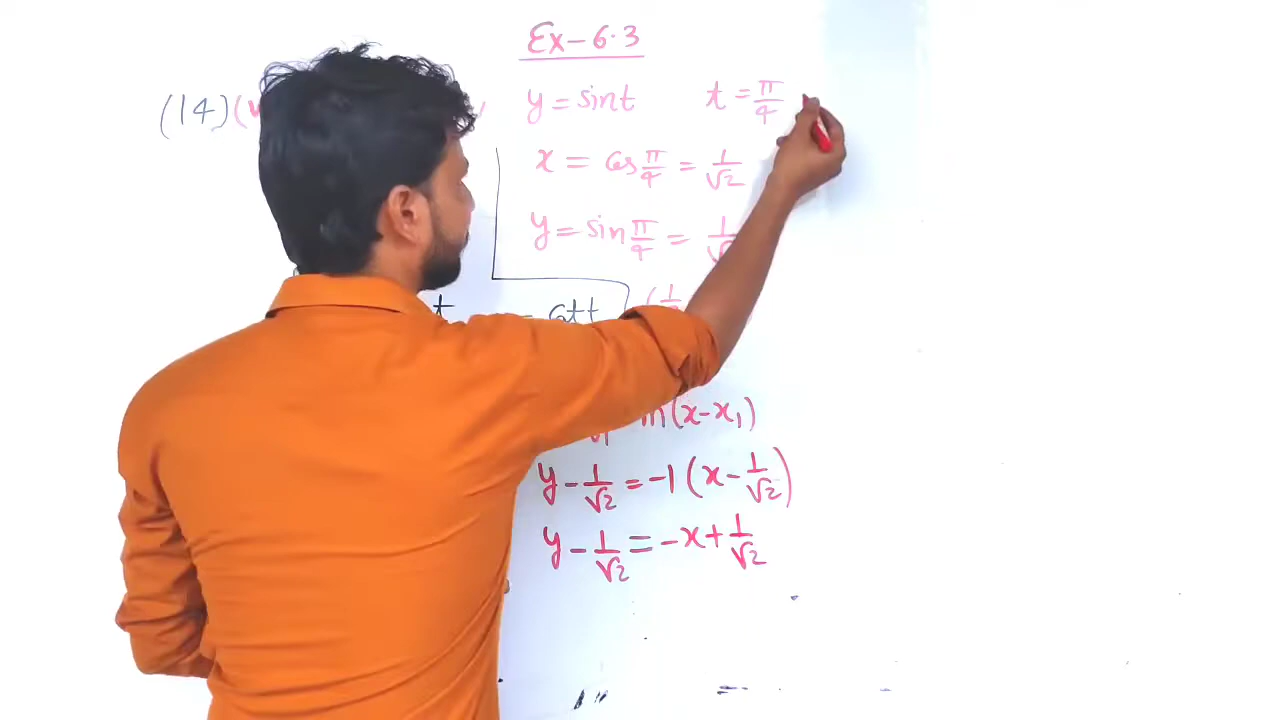 Ex-6.3
(14)(
y = sint t = π/4
x = cos π/4 = 1/√2
y = sin π/4 = 1/√
t = cott (1/
m(x-x₁)
y - 1/√2 = -1(x - 1/√2)
y - 1/√2 = -x + 1/√2